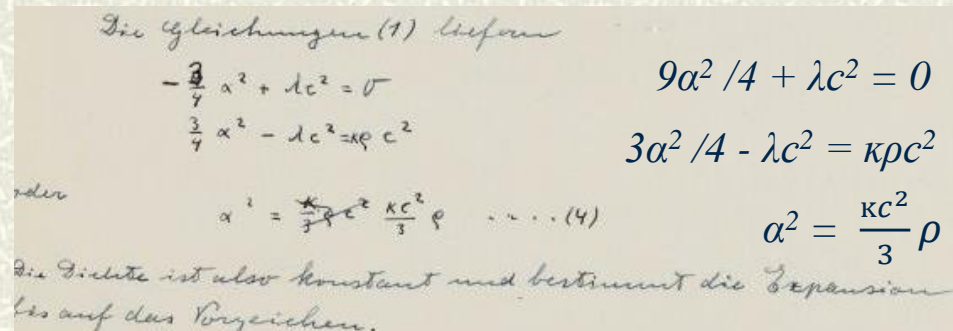 Die Gleichungen (1) liefern
- 3/4 α² + λc² = 0
3/4 α² - λc² = κρ c²
oder
α² = κc²/3 ρ ..... (4)
Die Dichte ist also konstant und bestimmt die Expansion
bis auf das Vorzeichen.
9α² /4 + λc² = 0
3α² /4 - λc² = κρc²
α² = κc²/3 ρ